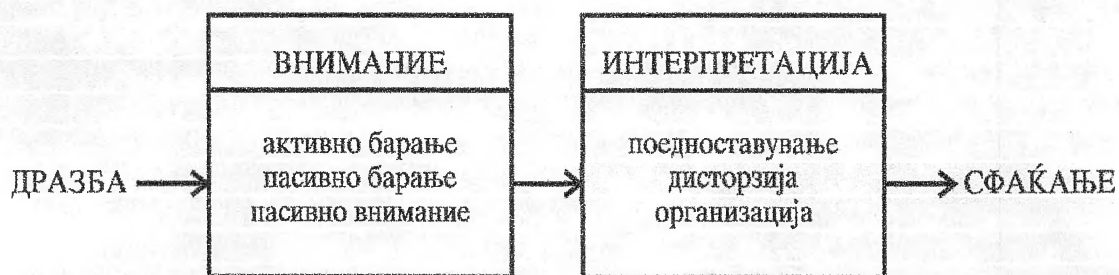 ВНИМАНИЕ
ИНТЕРПРЕТАЦИЈА
ДРАЗБА
активно барање
пасивно барање
пасивно внимание
поедноставување
дисторзија
организација
СФАЌАЊЕ